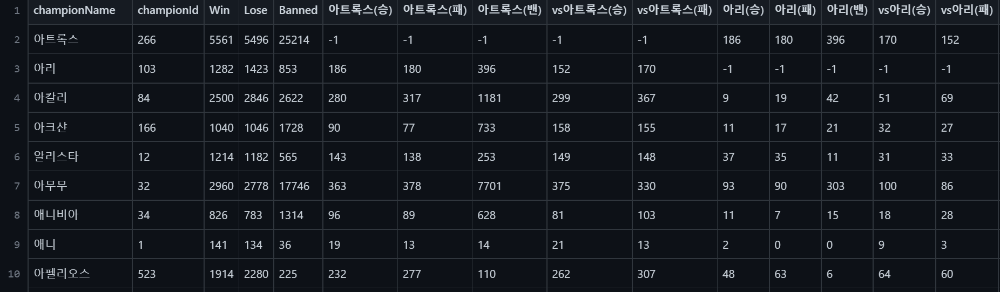 1 championName championId Win Lose Banned 아트록스(승) 아트록스(패) 아트록스(밴) vs아트록스(승) vs아트록스(패) 아리(승) 아리(패) 아리(밴) vs아리(승) vs아리(패)
2 아트록스 266 5561 5496 25214 -1 -1 -1 -1 -1 186 180 396 170 152
3 아리 103 1282 1423 853 186 180 396 152 170 -1 -1 -1 -1 -1
4 아칼리 84 2500 2846 2622 280 317 1181 299 367 9 19 42 51 69
5 아크샨 166 1040 1046 1728 90 77 733 158 155 11 17 21 32 27
6 알리스타 12 1214 1182 565 143 138 253 149 148 37 35 11 31 33
7 아무무 32 2960 2778 17746 363 378 7701 375 330 93 90 303 100 86
8 애니비아 34 826 783 1314 96 89 628 81 103 11 7 15 18 28
9 애니 1 141 134 36 19 13 14 21 13 2 0 0 9 3
10 아펠리오스 523 1914 2280 225 232 277 110 262 307 48 63 6 64 60